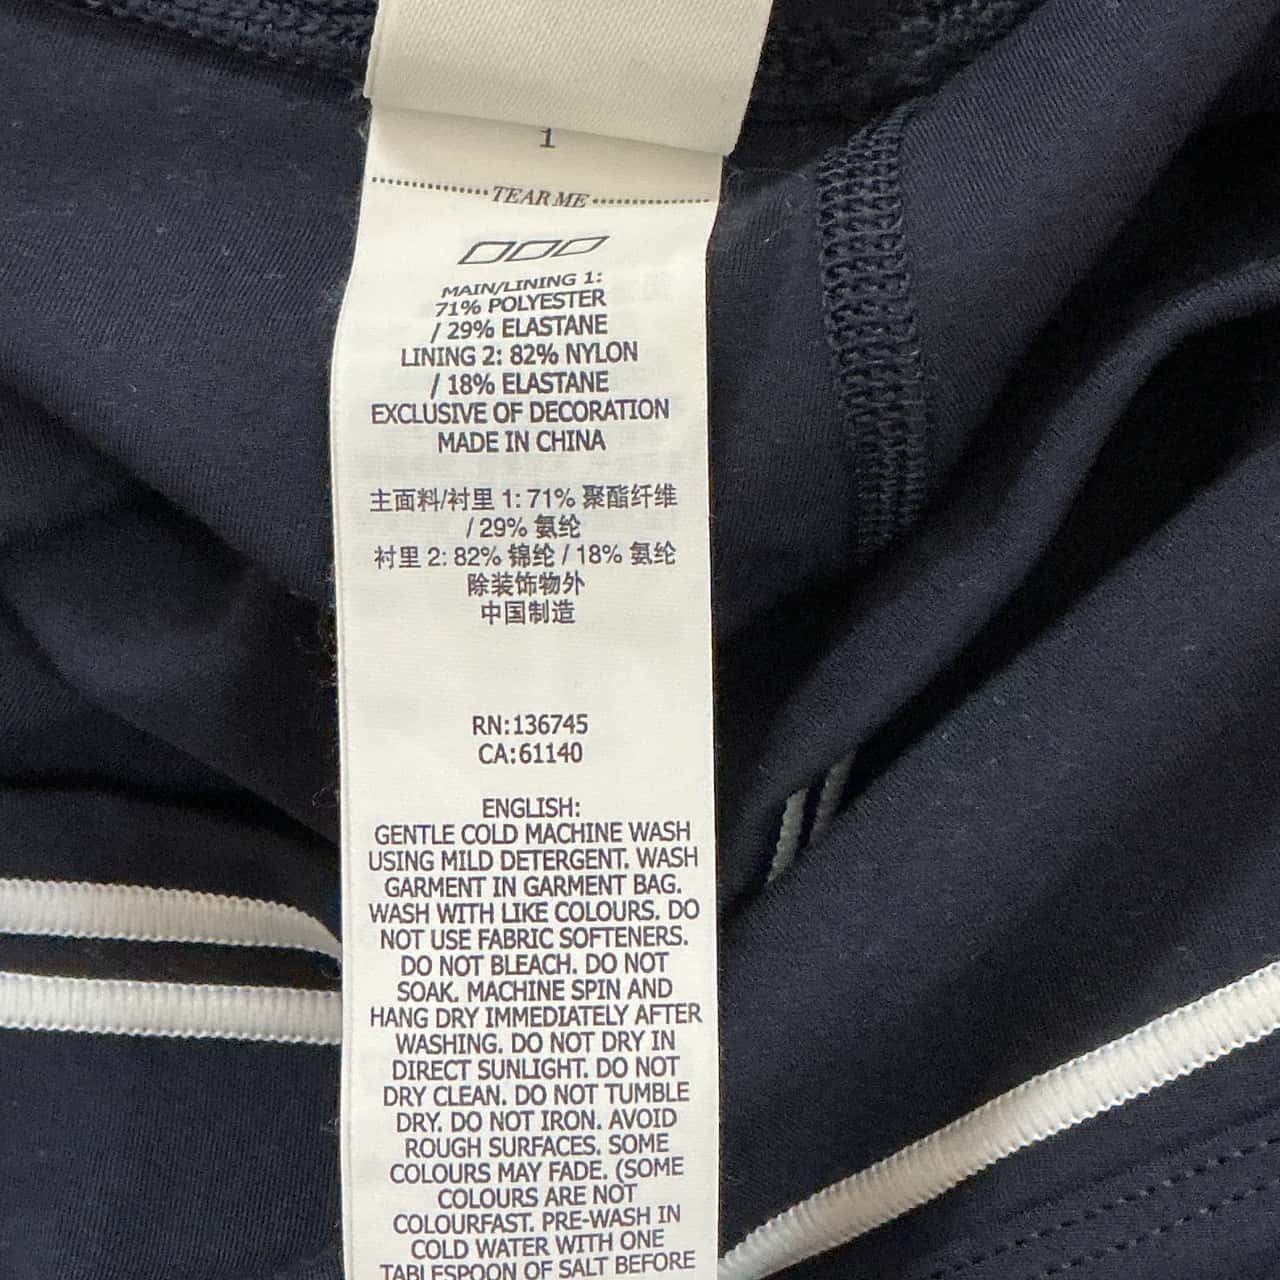 1
TEAR ME
MAIN/LINING 1:
71% POLYESTER
/ 29% ELASTANE
LINING 2: 82% NYLON
/ 18% ELASTANE
EXCLUSIVE OF DECORATION
MADE IN CHINA
主面料/衬里 1: 71% 聚酯纤维
/ 29% 氨纶
衬里 2: 82% 锦纶 / 18% 氨纶
除装饰物外
中国制造
RN:136745
CA:61140
ENGLISH:
GENTLE COLD MACHINE WASH
USING MILD DETERGENT. WASH
GARMENT IN GARMENT BAG.
WASH WITH LIKE COLOURS. DO
NOT USE FABRIC SOFTENERS.
DO NOT BLEACH. DO NOT
SOAK. MACHINE SPIN AND
HANG DRY IMMEDIATELY AFTER
WASHING. DO NOT DRY IN
DIRECT SUNLIGHT. DO NOT
DRY CLEAN. DO NOT TUMBLE
DRY. DO NOT IRON. AVOID
ROUGH SURFACES. SOME
COLOURS MAY FADE. (SOME
COLOURS ARE NOT
COLOURFAST. PRE-WASH IN
COLD WATER WITH ONE
TABLESPOON OF SALT BEFORE